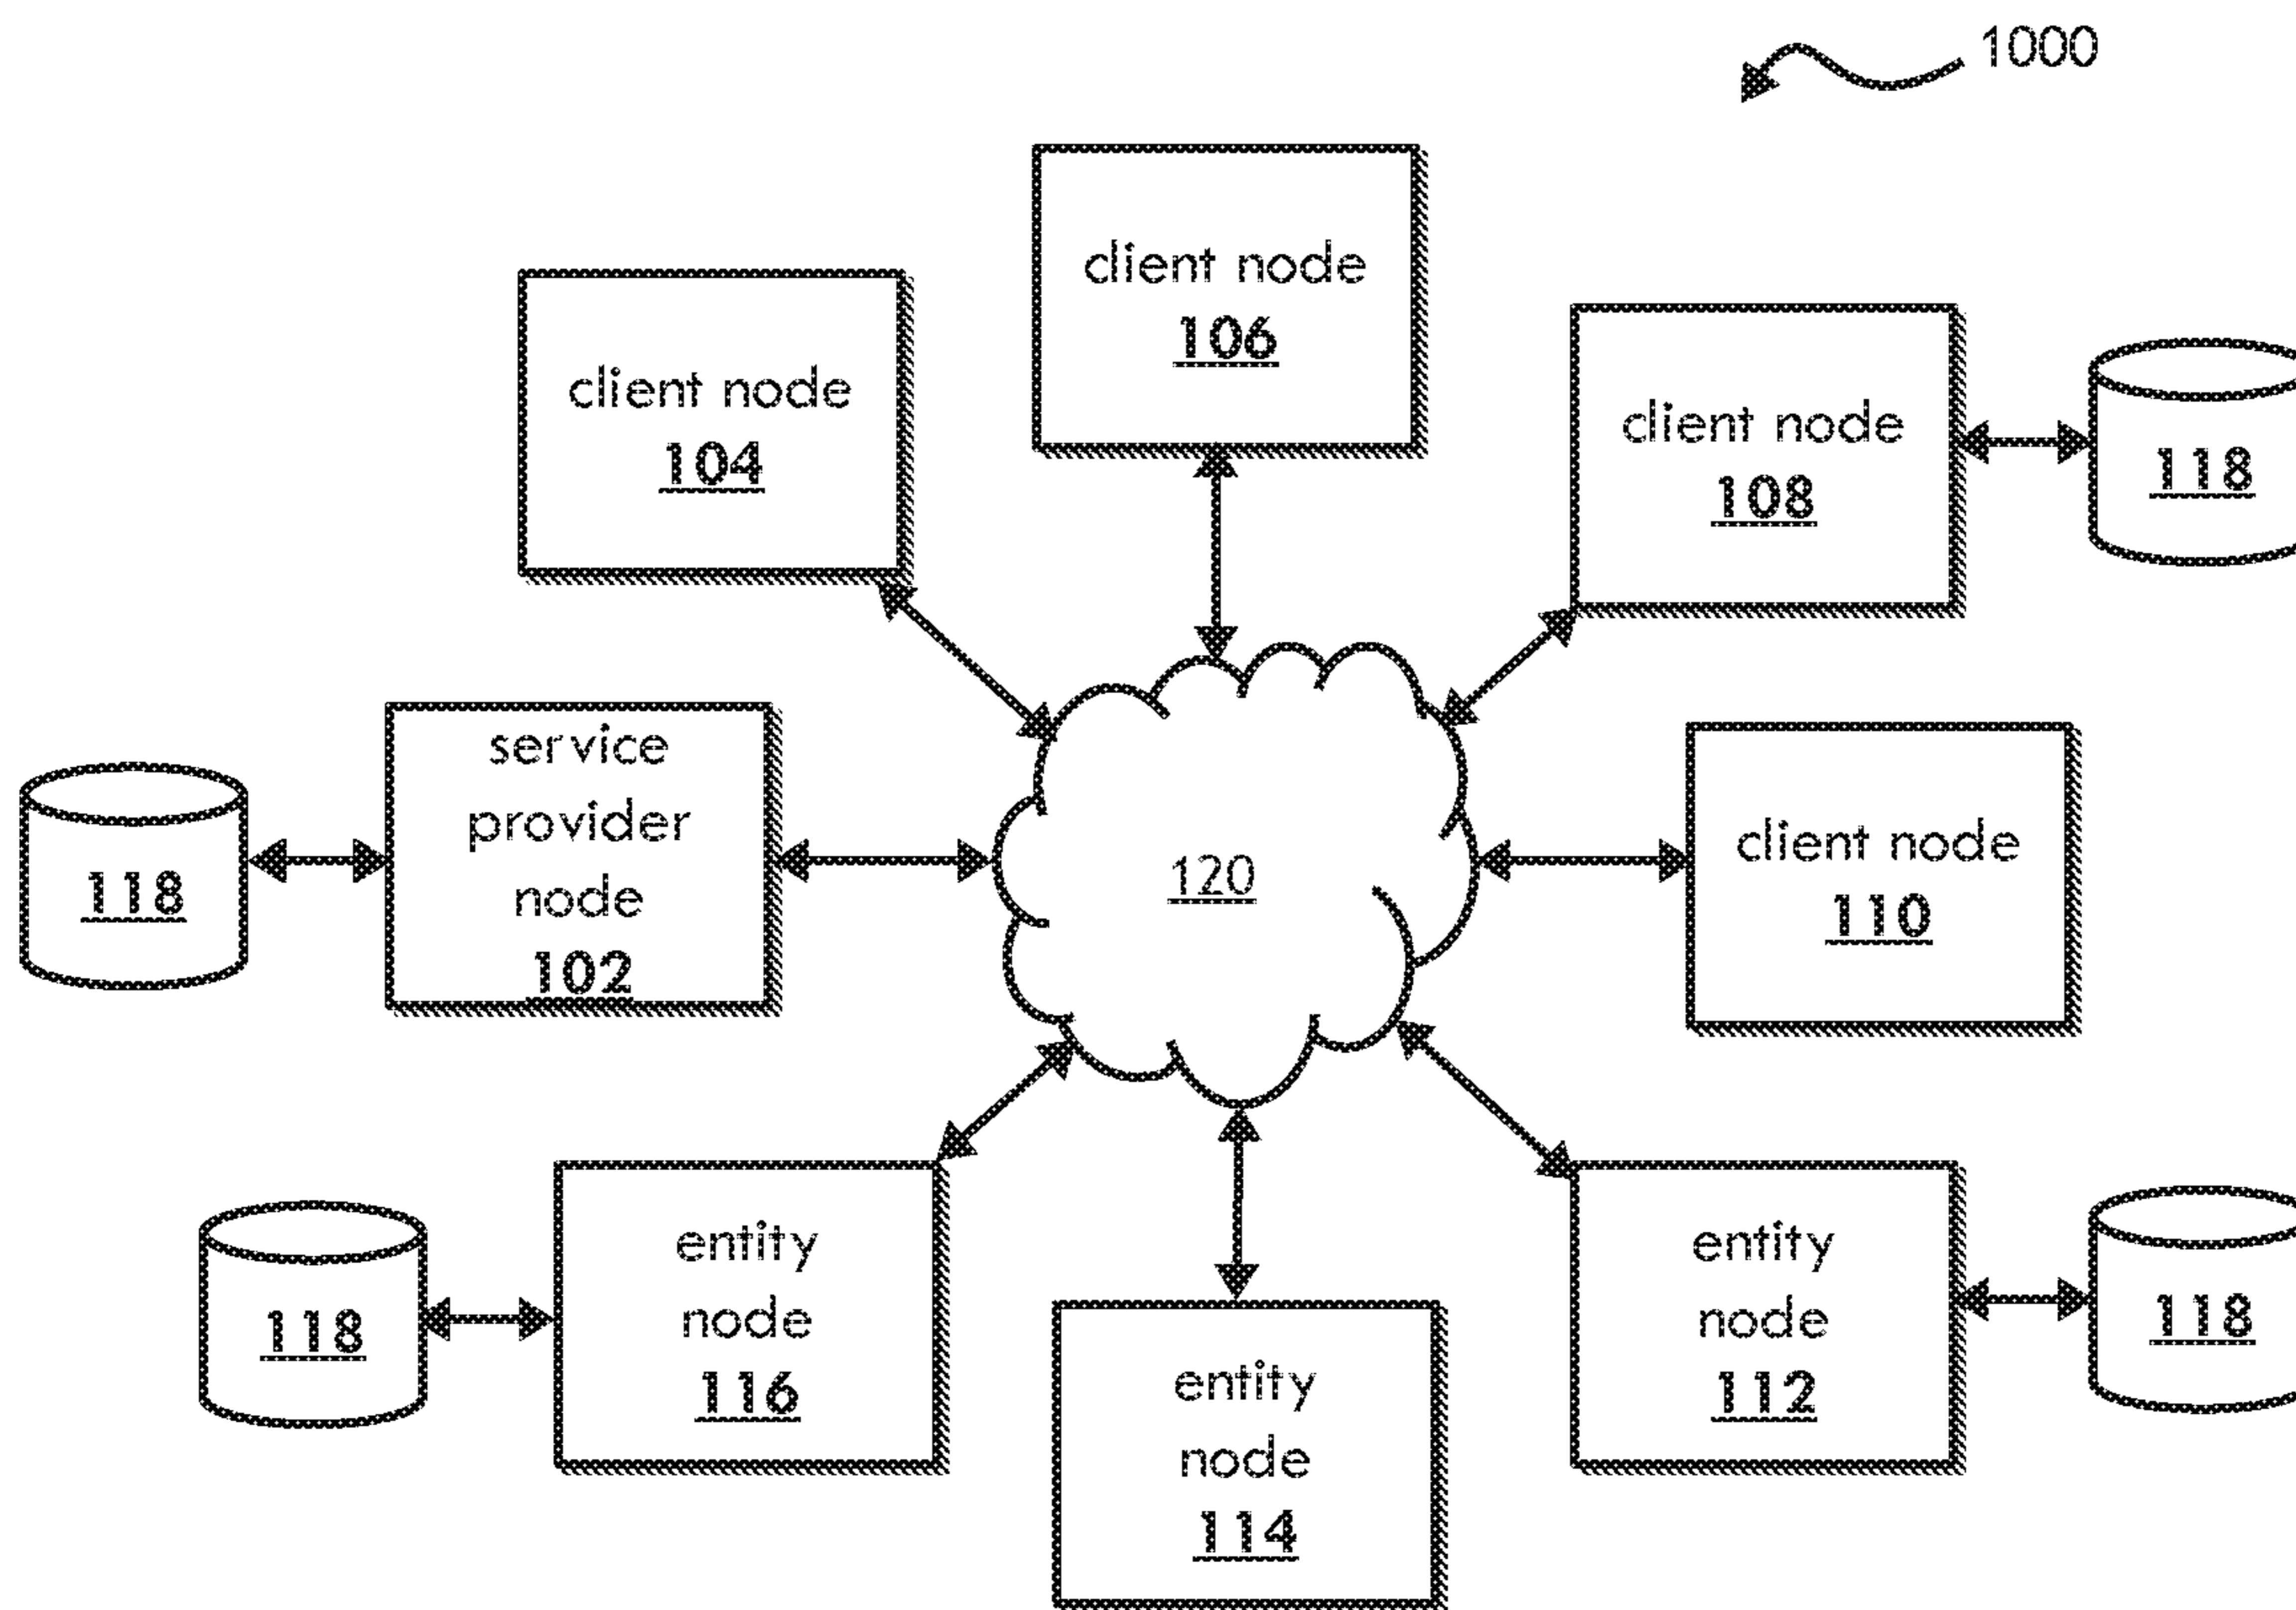 1000
client node
106
client node
104
client node
108
118
service
provider
node
102
118
120
client node
110
entity
node
116
118
entity
node
114
entity
node
112
118